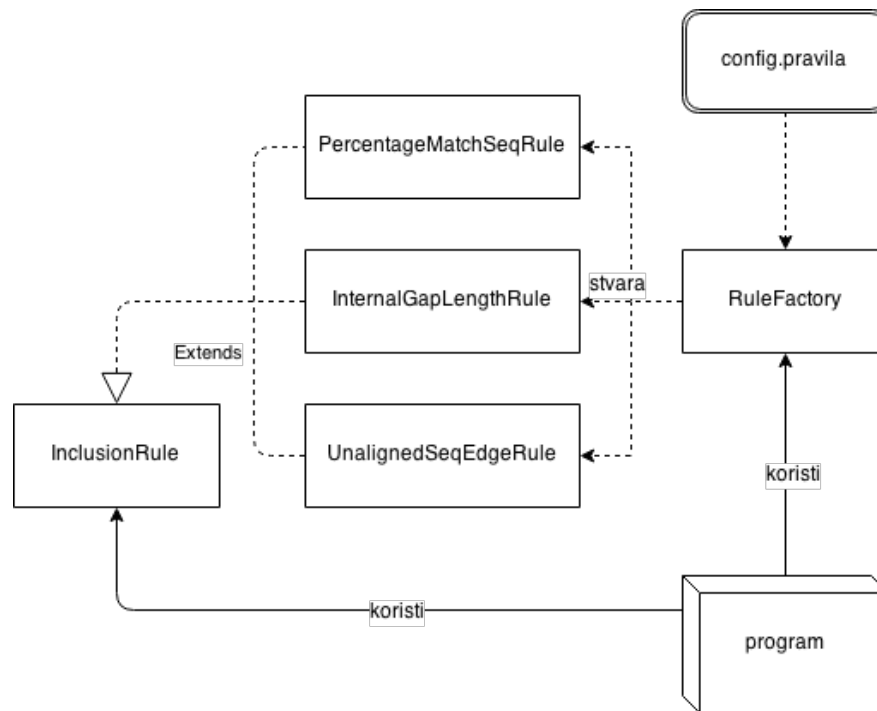 config.pravila
PercentageMatchSeqRule
InternalGapLengthRule
stvara
RuleFactory
Extends
InclusionRule
UnalignedSeqEdgeRule
koristi
koristi
program